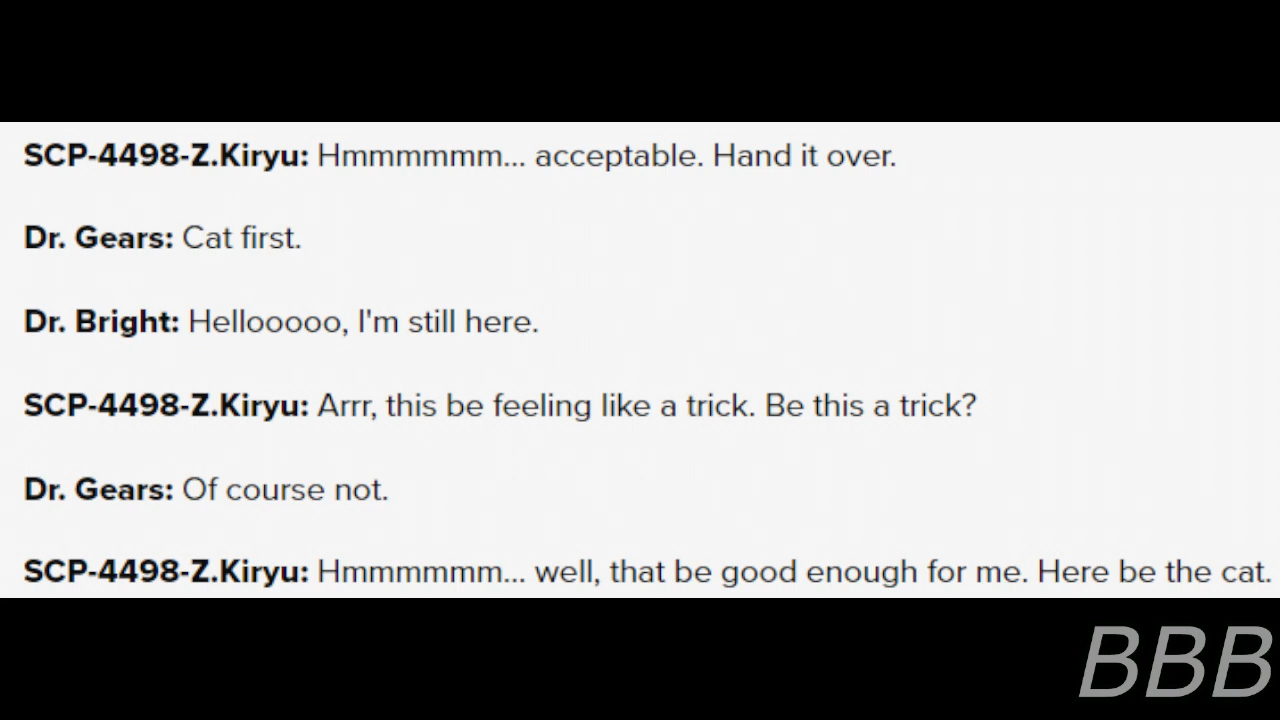 SCP-4498-Z.Kiryu: Hmmmmmm... acceptable. Hand it over.
Dr. Gears: Cat first.
Dr. Bright: Hellooooo, I'm still here.
SCP-4498-Z.Kiryu: Arrr, this be feeling like a trick. Be this a trick?
Dr. Gears: Of course not.
SCP-4498-Z.Kiryu: Hmmmmmm... well, that be good enough for me. Here be the cat.
BBB